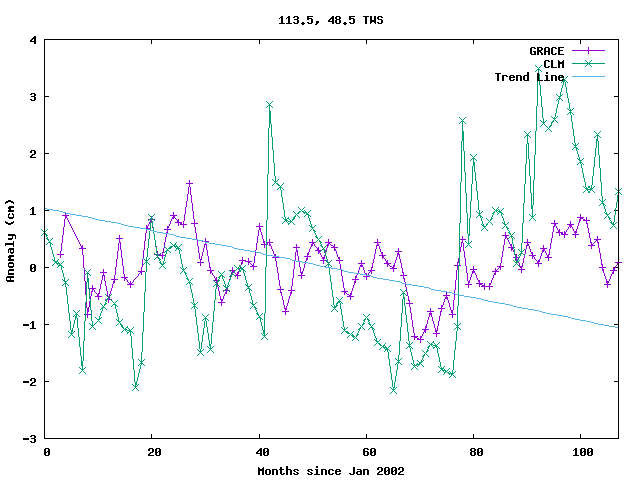 113.5, 48.5 TWS
GRACE
CLM
Trend Line
4
3
2
1
0
-1
-2
-3
Anomaly (cm)
0 20 40 60 80 100
Months since Jan 2002